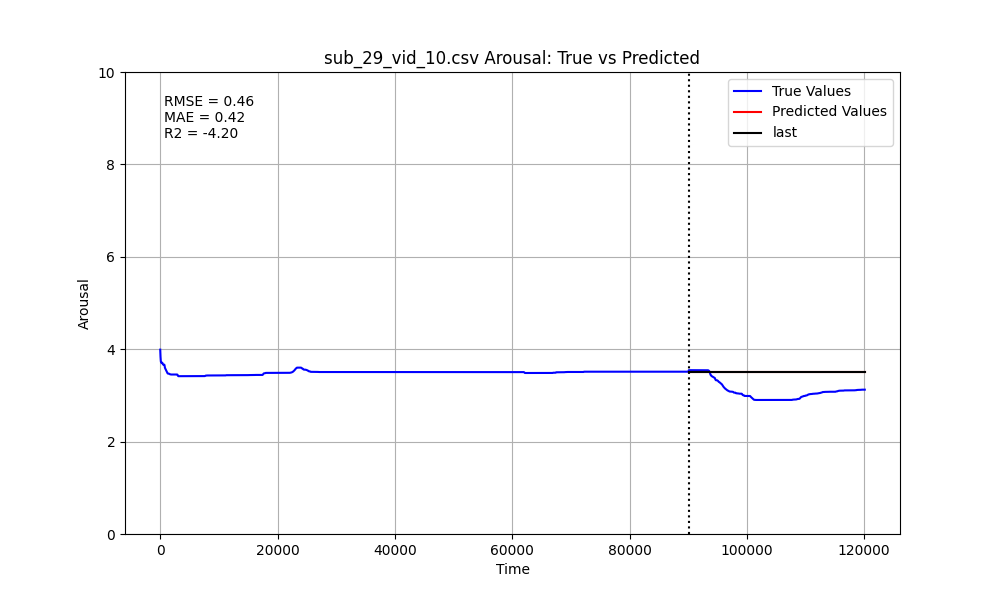 sub_29_vid_10.csv Arousal: True vs Predicted
RMSE = 0.46
MAE = 0.42
R2 = -4.20
True Values
Predicted Values
last
10
8
6
4
2
0
Arousal
0 20000 40000 60000 80000 100000 120000
Time